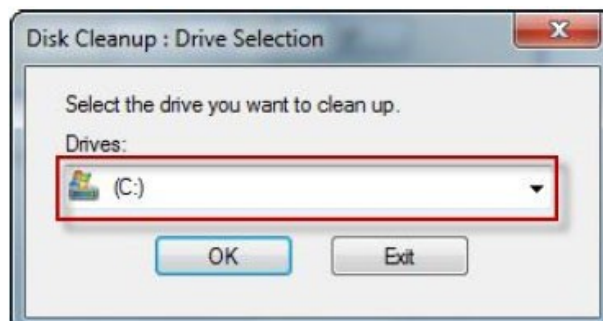 Disk Cleanup : Drive Selection
Select the drive you want to clean up.
Drives:
(C:)
OK Exit